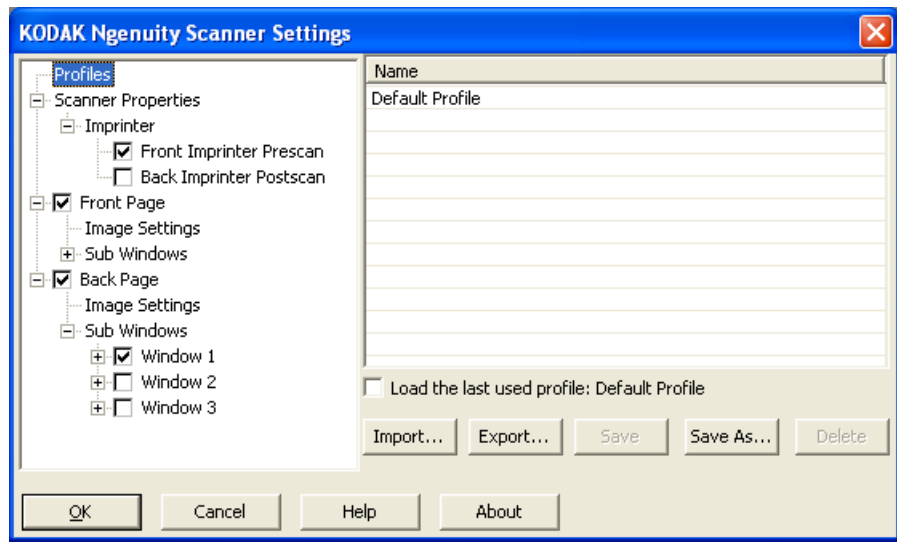 KODAK Ngenuity Scanner Settings
Profiles
Scanner Properties
Imprinter
Front Imprinter Prescan
Back Imprinter Postscan
Front Page
Image Settings
Sub Windows
Back Page
Image Settings
Sub Windows
Window 1
Window 2
Window 3
Name
Default Profile
Load the last used profile: Default Profile
Import... Export... Save Save As... Delete
OK Cancel Help About